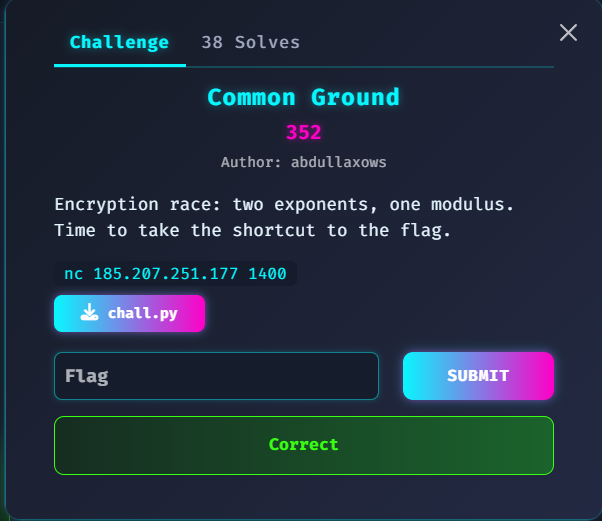 Challenge 38 Solves
Common Ground
352
Author: abdullaxows
Encryption race: two exponents, one modulus.
Time to take the shortcut to the flag.
nc 185.207.251.177 1400
chall.py
Flag SUBMIT
Correct